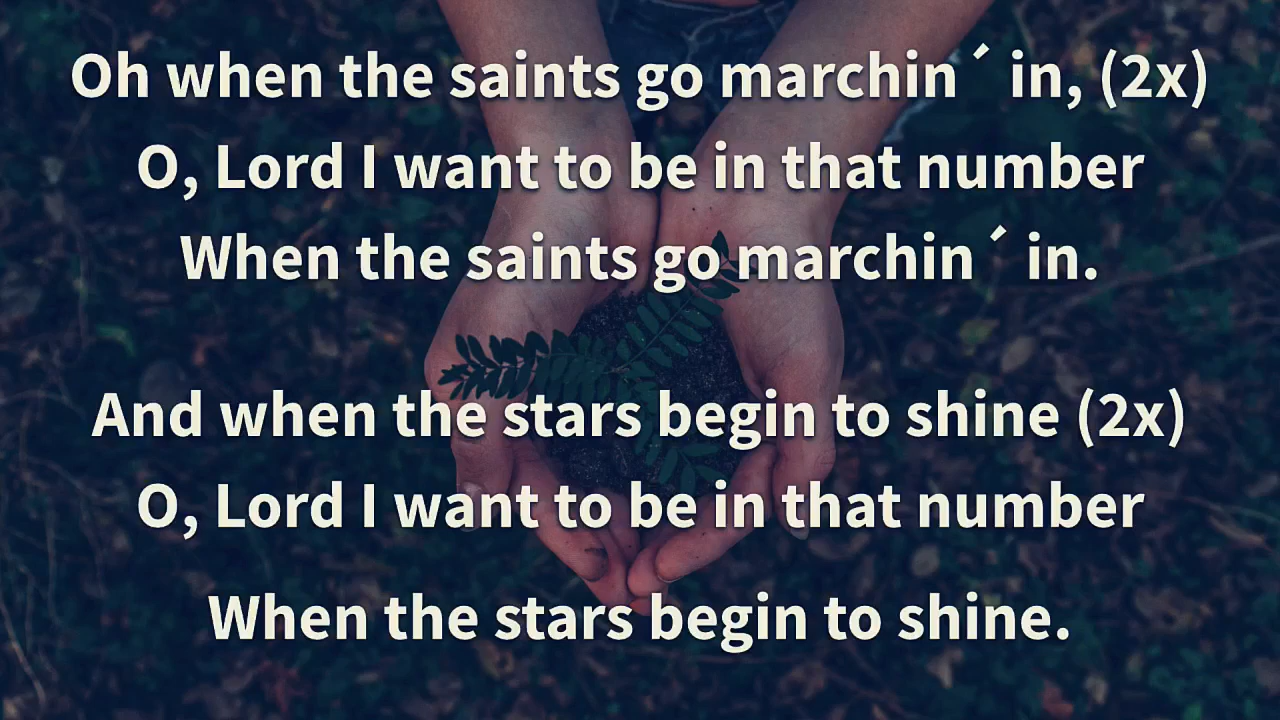 Oh when the saints go marchin´ in, (2x)
O, Lord I want to be in that number
When the saints go marchin´ in.
And when the stars begin to shine (2x)
O, Lord I want to be in that number
When the stars begin to shine.